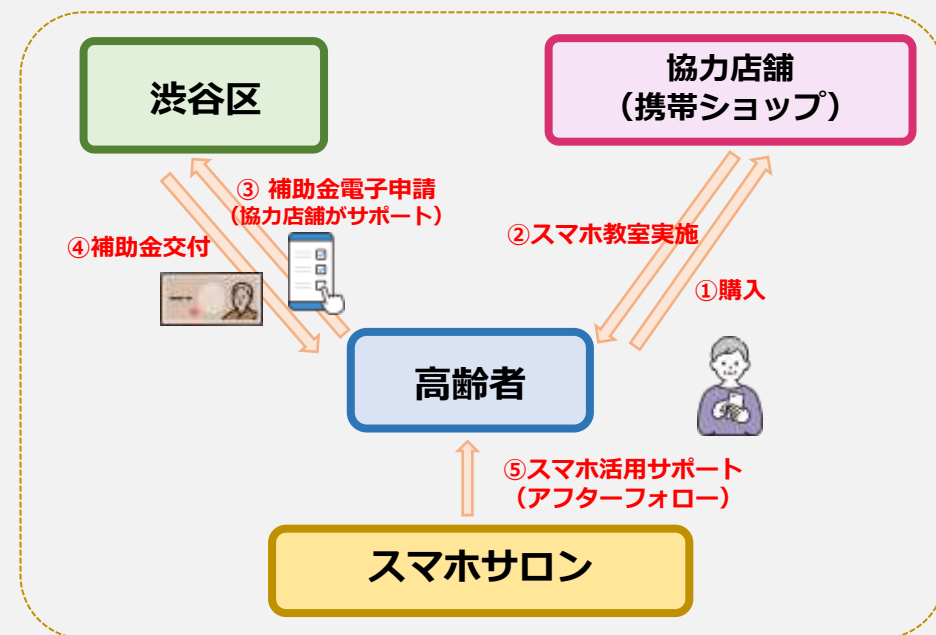 渋谷区
協力店舗
（携帯ショップ）
③ 補助金電子申請
（協力店舗がサポート）
④補助金交付
②スマホ教室実施
①購入
高齢者
⑤スマホ活用サポート
（アフターフォロー）
スマホサロン